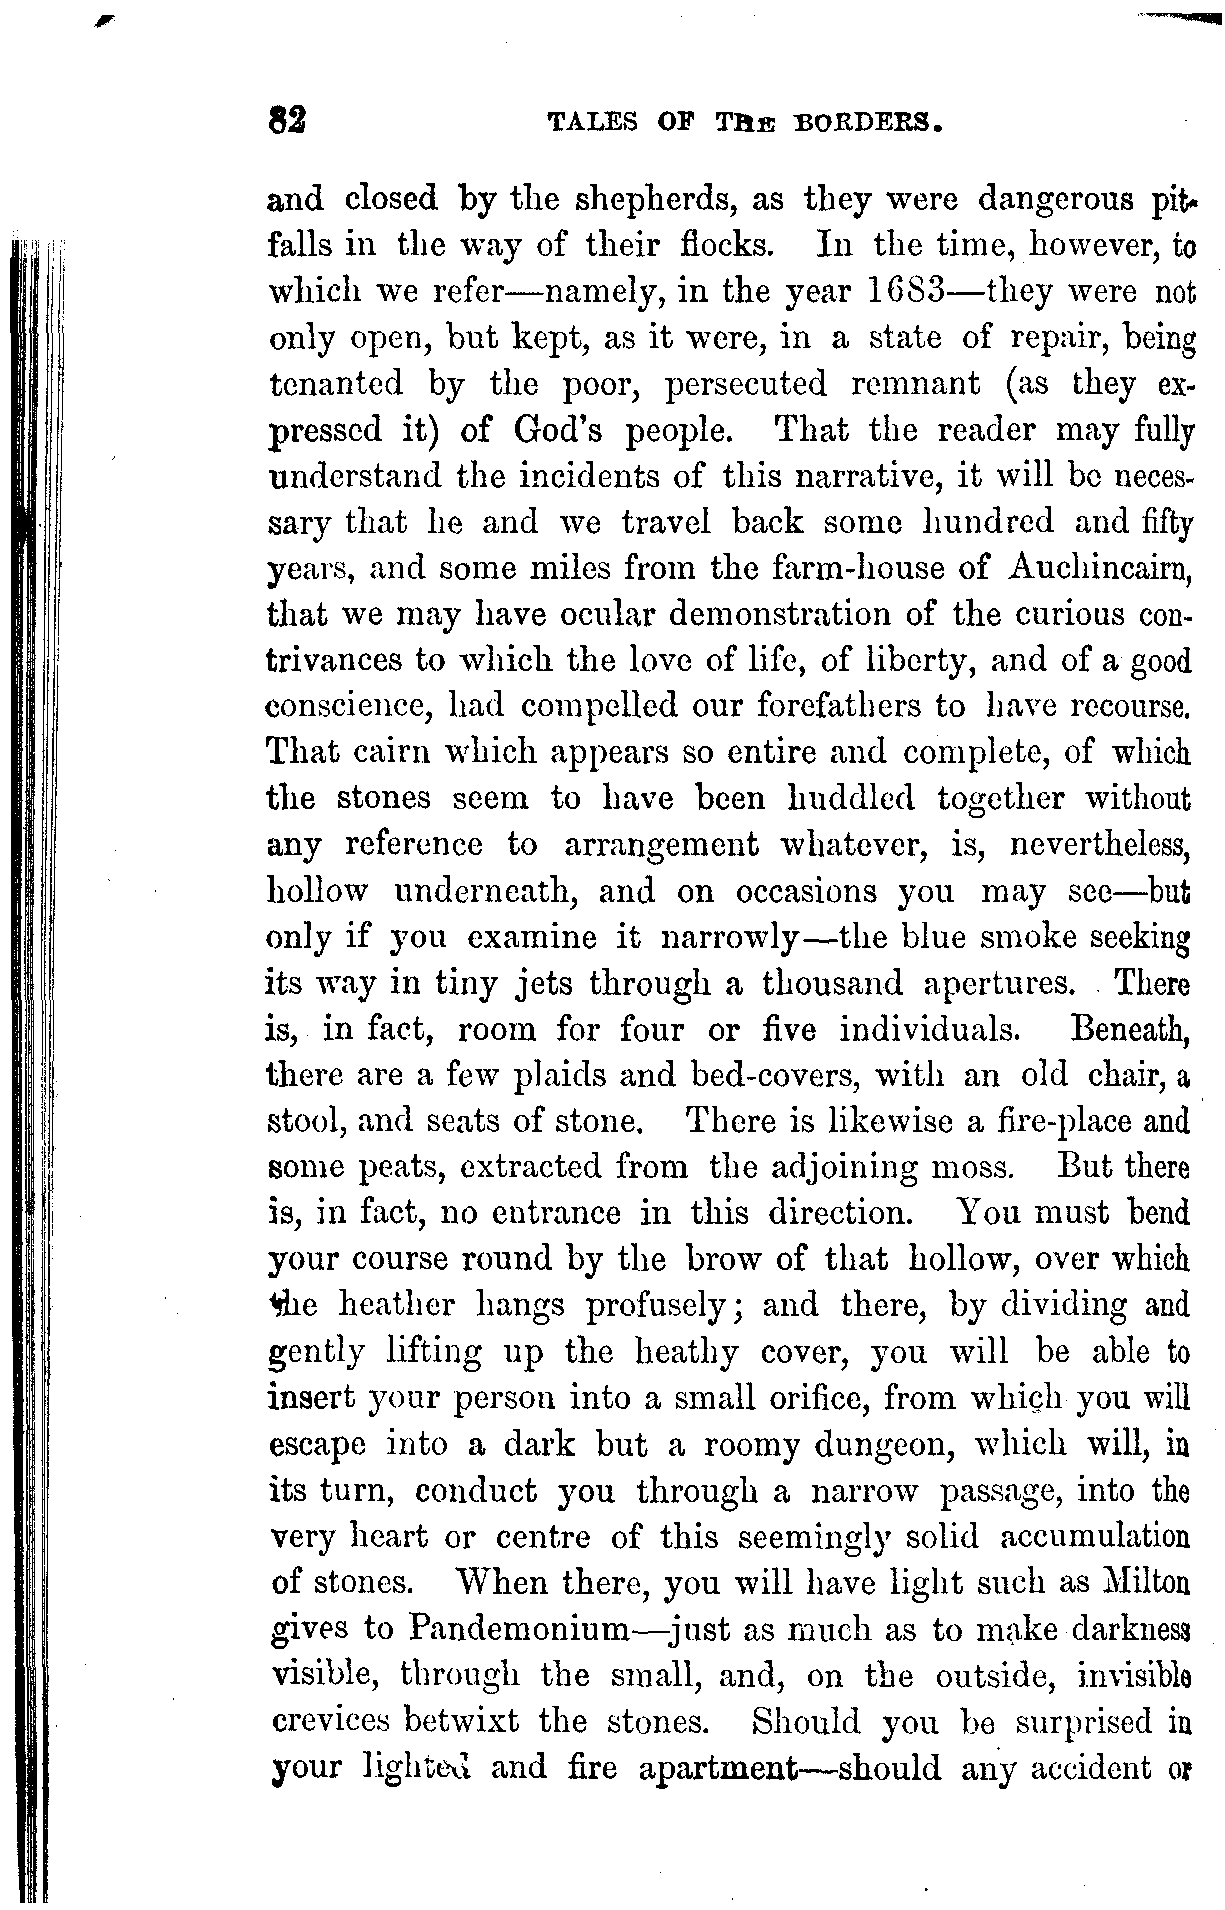 82 TALES OF THE BORDERS.
and closed by the shepherds, as they were dangerous pit-
falls in the way of their flocks. In the time, however, to
which we refer—namely, in the year 1683—they were not
only open, but kept, as it were, in a state of repair, being
tenanted by the poor, persecuted remnant (as they ex-
pressed it) of God's people. That the reader may fully
understand the incidents of this narrative, it will be neces-
sary that he and we travel back some hundred and fifty
years, and some miles from the farm-house of Auchincairn,
that we may have ocular demonstration of the curious con-
trivances to which the love of life, of liberty, and of a good
conscience, had compelled our forefathers to have recourse.
That cairn which appears so entire and complete, of which
the stones seem to have been huddled together without
any reference to arrangement whatever, is, nevertheless,
hollow underneath, and on occasions you may see—but
only if you examine it narrowly—the blue smoke seeking
its way in tiny jets through a thousand apertures. There
is, in fact, room for four or five individuals. Beneath,
there are a few plaids and bed-covers, with an old chair, a
stool, and seats of stone. There is likewise a fire-place and
some peats, extracted from the adjoining moss. But there
is, in fact, no entrance in this direction. You must bend
your course round by the brow of that hollow, over which
the heather hangs profusely; and there, by dividing and
gently lifting up the heathy cover, you will be able to
insert your person into a small orifice, from which you will
escape into a dark but a roomy dungeon, which will, in
its turn, conduct you through a narrow passage, into the
very heart or centre of this seemingly solid accumulation
of stones. When there, you will have light such as Milton
gives to Pandemonium—just as much as to make darkness
visible, through the small, and, on the outside, invisible
crevices betwixt the stones. Should you be surprised in
your lighted and fire apartment—should any accident or